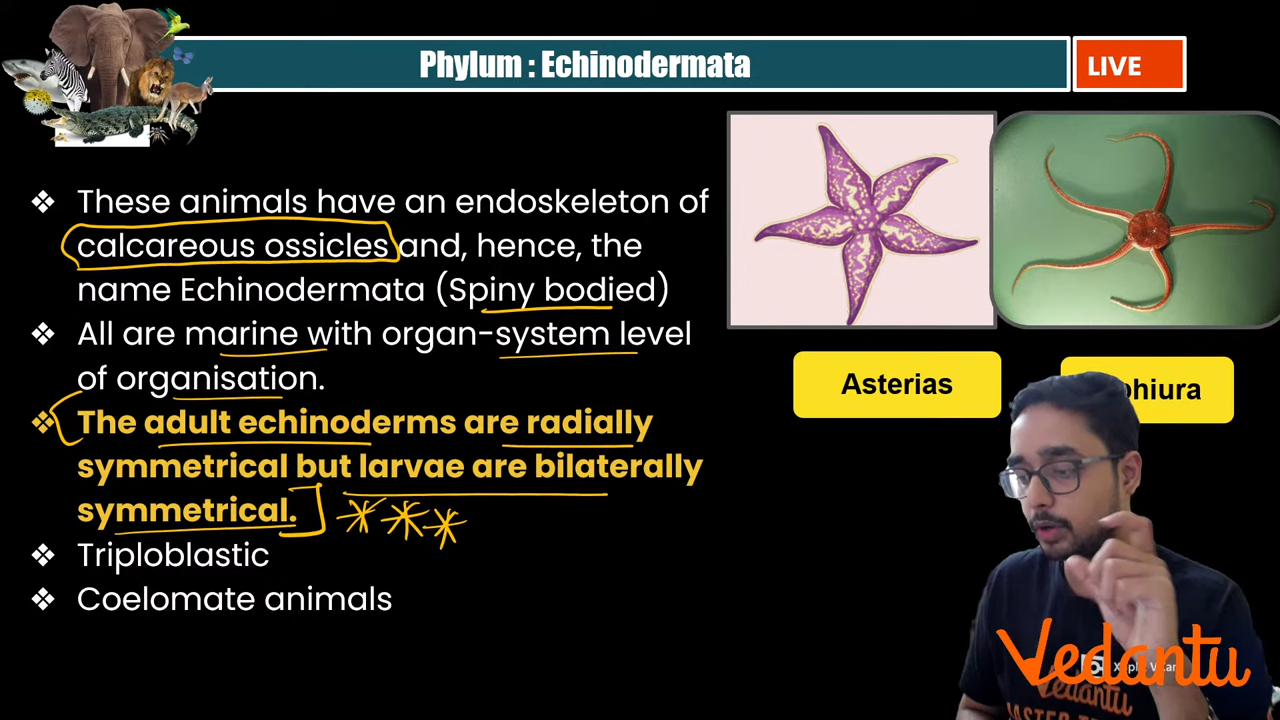 Phylum : Echinodermata
LIVE
❖ These animals have an endoskeleton of
calcareous ossicles and, hence, the
name Echinodermata (Spiny bodied)
❖ All are marine with organ-system level
of organisation.
❖ The adult echinoderms are radially
symmetrical but larvae are bilaterally
symmetrical.
❖ Triploblastic
❖ Coelomate animals
Asterias
Vedantu